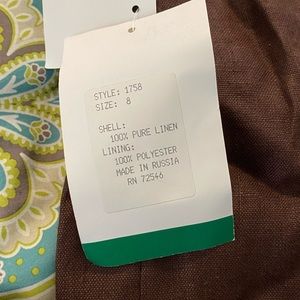 STYLE: 1758
SIZE: 8
SHELL:
100% PURE LINEN
LINING:
100% POLYESTER
MADE IN RUSSIA
RN 72546